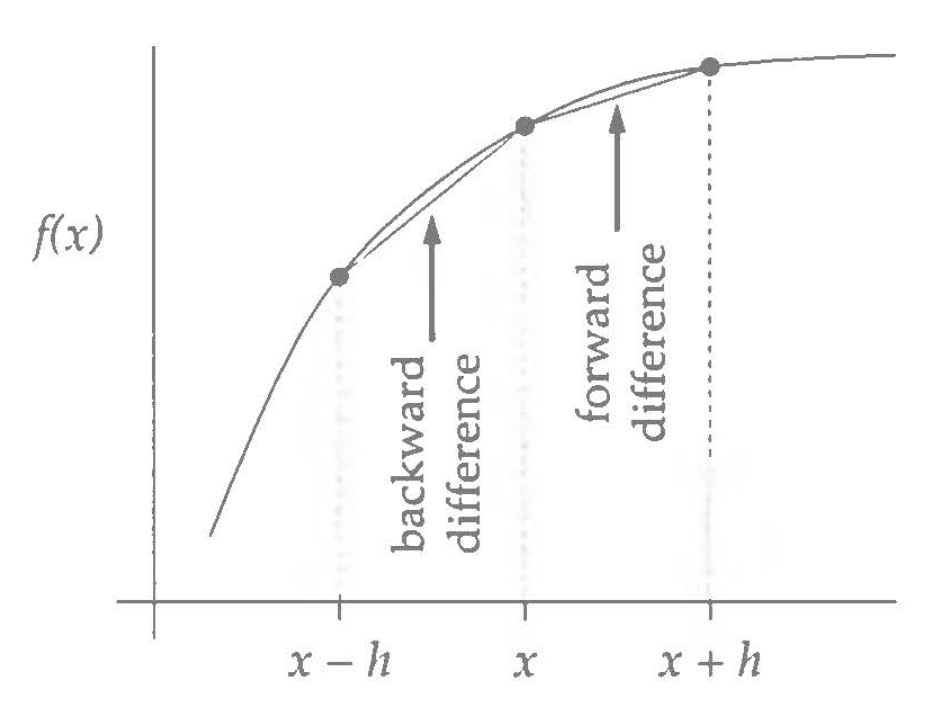 f(x)
backward
difference
forward
difference
x − h
x
x + h